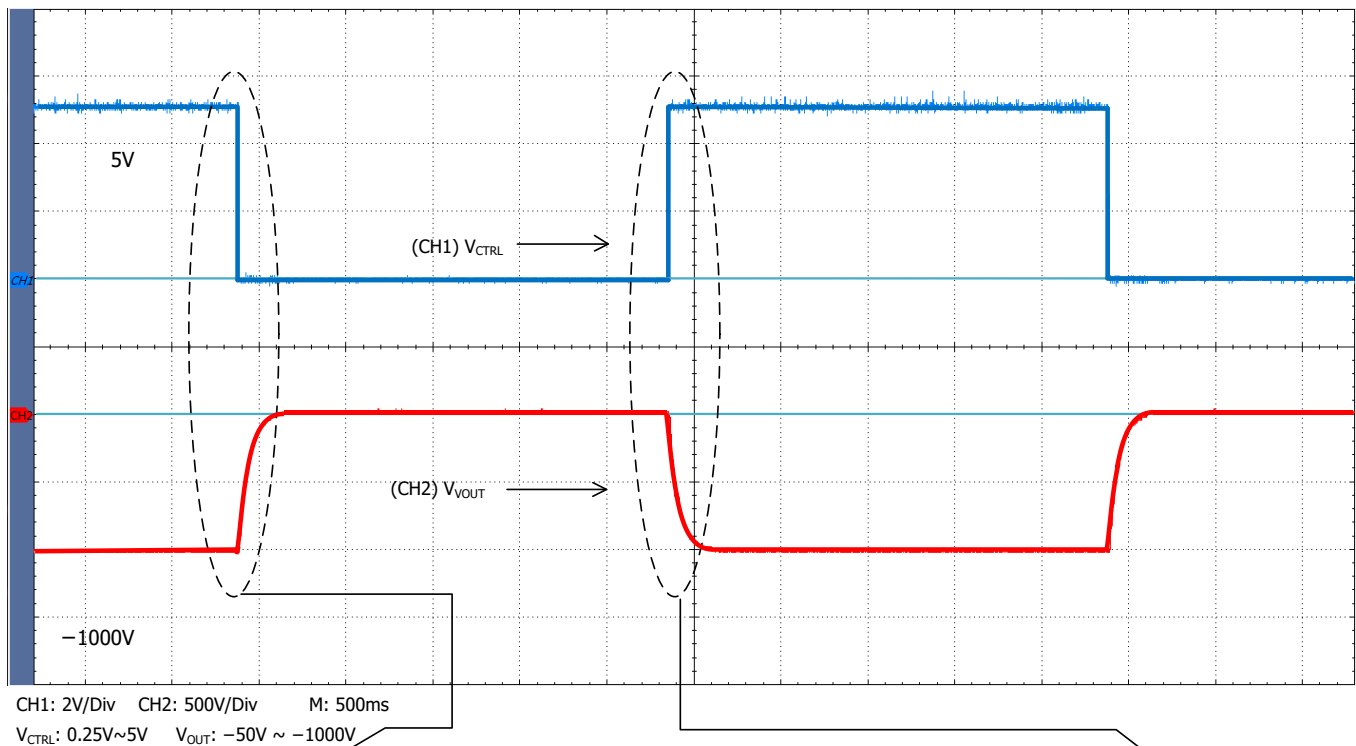 5V
(CH1) VCTRL
CH1
CH2
(CH2) VVOUT
−1000V
CH1: 2V/Div CH2: 500V/Div M: 500ms
VCTRL: 0.25V~5V VOUT: −50V ~ −1000V